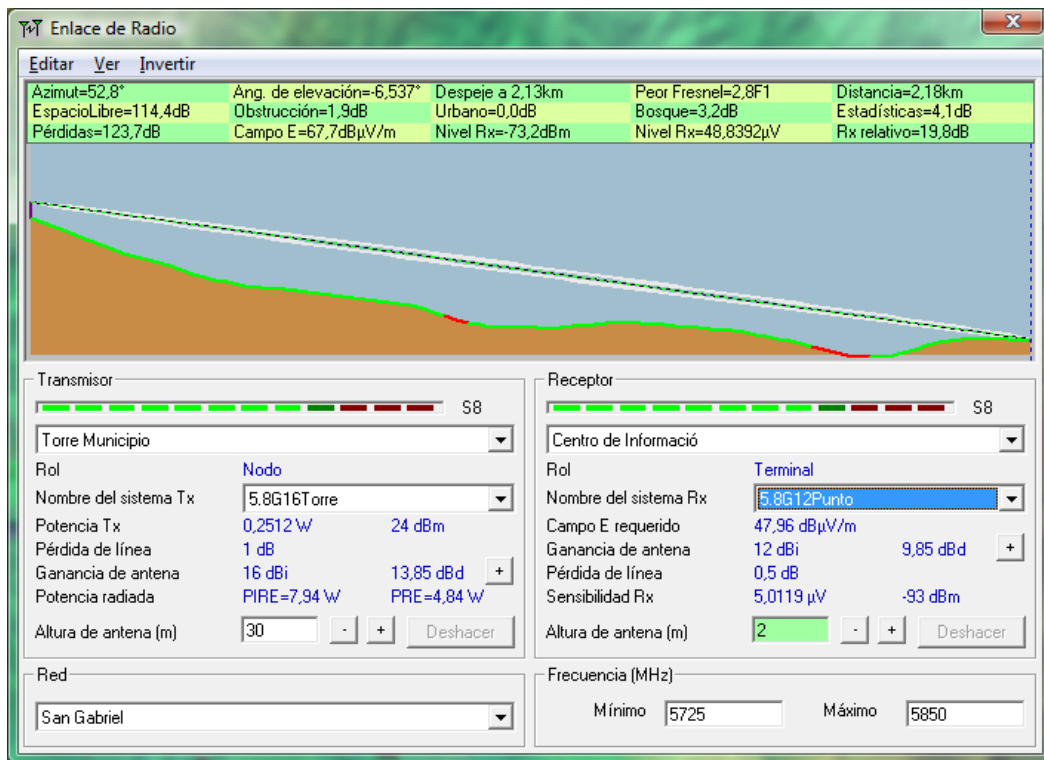 Enlace de Radio
Editar Ver Invertir
Azimut=52,8° Ang. de elevación=-6,537° Despeje a 2,13km Peor Fresnel=2,8F1 Distancia=2,18km
EspacioLibre=114,4dB Obstrucción=1,9dB Urbano=0,0dB Bosque=3,2dB Estadísticas=4,1dB
Pérdidas=123,7dB Campo E=67,7dBµV/m Nivel Rx=-73,2dBm Nivel Rx=48,8392µV Rx relativo=19,8dB
Transmisor
S8
Torre Municipio
Rol Nodo
Nombre del sistema Tx 5.8G16Torre
Potencia Tx 0,2512 W 24 dBm
Pérdida de línea 1 dB
Ganancia de antena 16 dBi 13,85 dBd +
Potencia radiada PIRE=7,94 W PRE=4,84 W
Altura de antena (m) 30 - + Deshacer
Receptor
S8
Centro de Informació
Rol Terminal
Nombre del sistema Rx 5.8G12Punto
Campo E requerido 47,96 dBµV/m
Ganancia de antena 12 dBi 9,85 dBd +
Pérdida de línea 0,5 dB
Sensibilidad Rx 5,0119 µV -93 dBm
Altura de antena (m) 2 - + Deshacer
Red
San Gabriel
Frecuencia (MHz)
Mínimo 5725 Máximo 5850